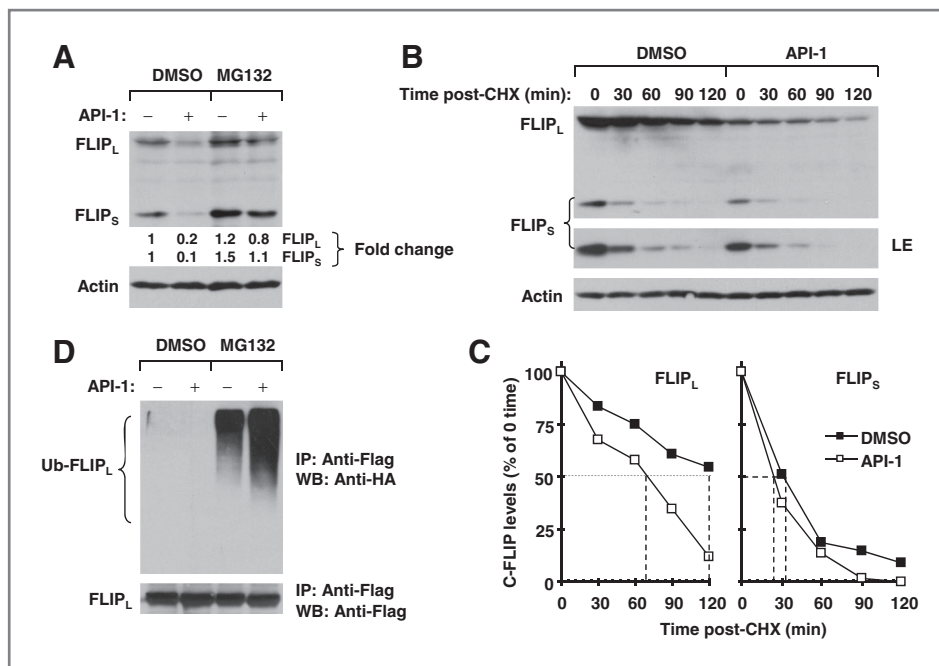 A
DMSO MG132
API-1: – + – +
FLIPL
FLIPS
1 0.2 1.2 0.8 FLIPL
1 0.1 1.5 1.1 FLIPS
Fold change
Actin
B
DMSO API-1
Time post-CHX (min): 0 30 60 90 120 0 30 60 90 120
FLIPL
FLIPS
LE
Actin
D
DMSO MG132
API-1: – + – +
Ub-FLIPL
IP: Anti-Flag
WB: Anti-HA
FLIPL
IP: Anti-Flag
WB: Anti-Flag
C
C-FLIP levels (% of 0 time)
100
75
50
25
0
FLIPL
FLIPS
DMSO
API-1
0 30 60 90 120 0 30 60 90 120
Time post-CHX (min)